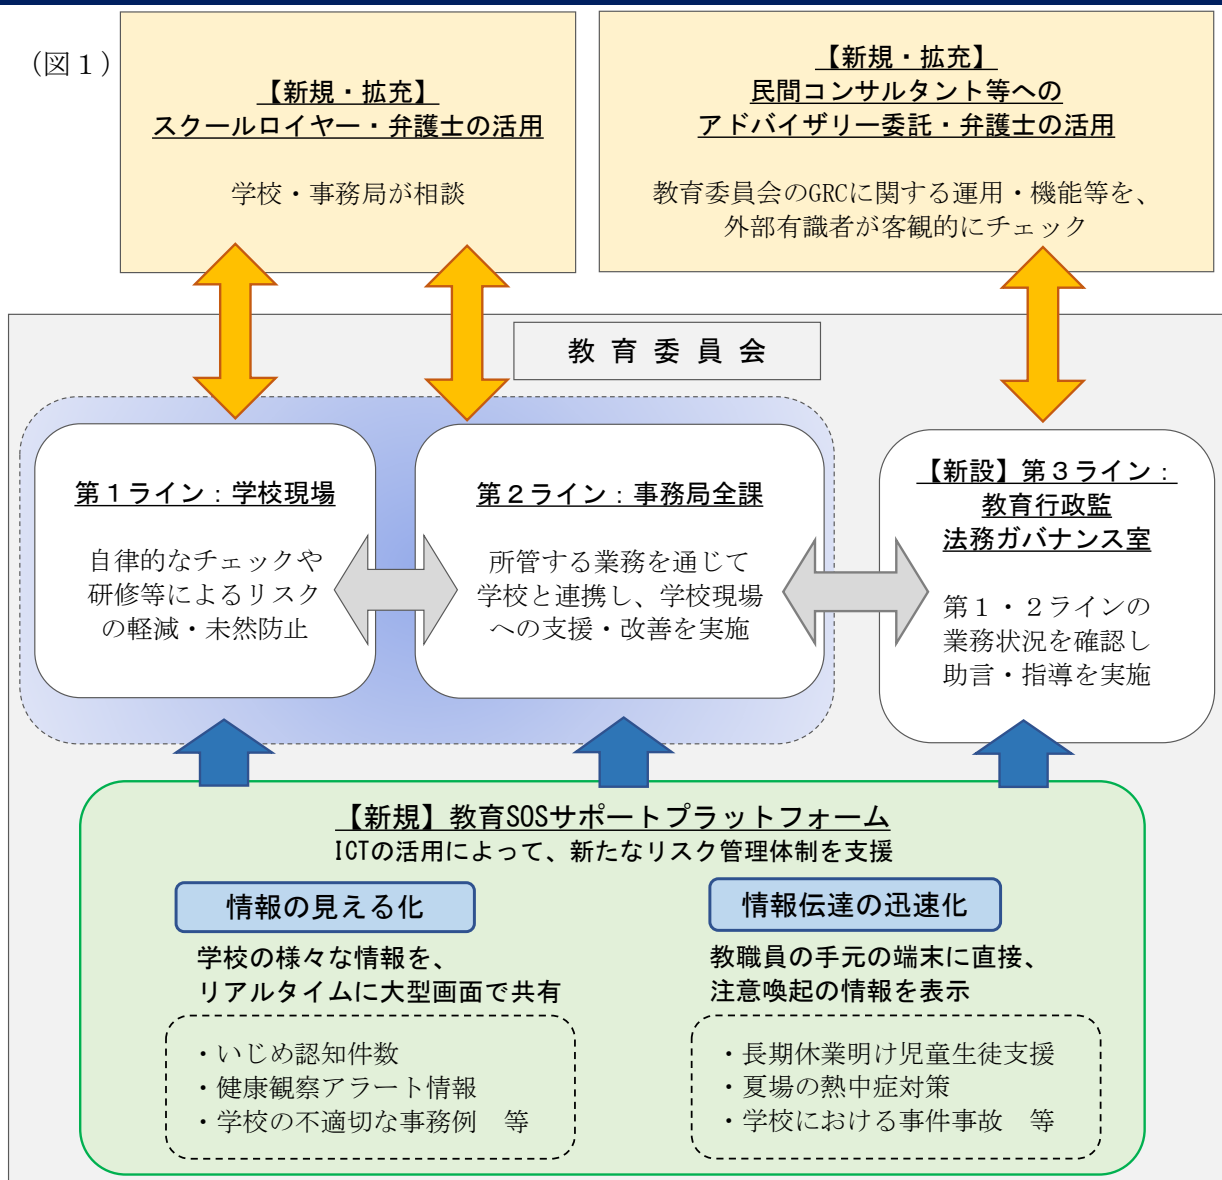 (図１)
【新規・拡充】
スクールロイヤー・弁護士の活用
学校・事務局が相談
【新規・拡充】
民間コンサルタント等への
アドバイザリー委託・弁護士の活用
教育委員会のGRCに関する運用・機能等を、
外部有識者が客観的にチェック
教育委員会
第１ライン：学校現場
自律的なチェックや
研修等によるリスク
の軽減・未然防止
第２ライン：事務局全課
所管する業務を通じて
学校と連携し、学校現場
への支援・改善を実施
【新設】第３ライン：
教育行政監
法務ガバナンス室
第１・２ラインの
業務状況を確認し
助言・指導を実施
【新規】教育SOSサポートプラットフォーム
ICTの活用によって、新たなリスク管理体制を支援
情報の見える化
学校の様々な情報を、
リアルタイムに大型画面で共有
・いじめ認知件数
・健康観察アラート情報
・学校の不適切な事務例　等
情報伝達の迅速化
教職員の手元の端末に直接、
注意喚起の情報を表示
・長期休業明け児童生徒支援
・夏場の熱中症対策
・学校における事件事故　等